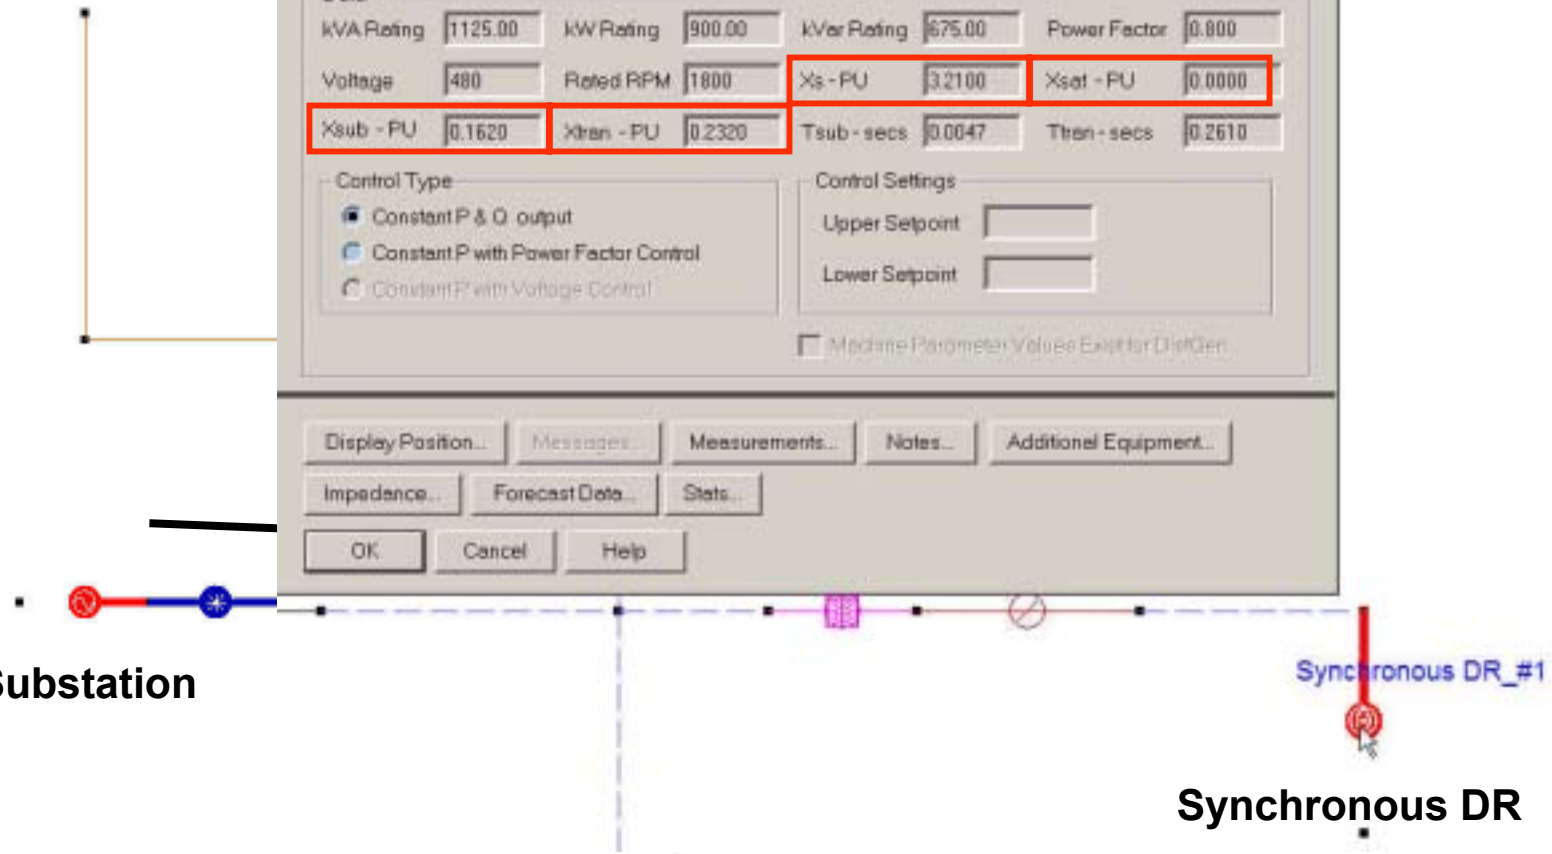 kVA Rating 1125.00 kW Rating 900.00 kVar Rating 675.00 Power Factor 0.800
Voltage 480 Rated RPM 1800 Xs - PU 3.2100 Xsat - PU 0.0000
Xsub - PU 0.1620 Xtran - PU 0.2320 Tsub - secs 0.0047 Ttran - secs 0.2610
Control Type
Constant P & Q output
Constant P with Power Factor Control
Constant P with Voltage Control
Control Settings
Upper Setpoint
Lower Setpoint
Machine Parameter Values Exist for DistGen
Display Position... Messages... Measurements... Notes... Additional Equipment...
Impedance... Forecast Data... Stats...
OK Cancel Help
Substation
Synchronous DR_#1
Synchronous DR